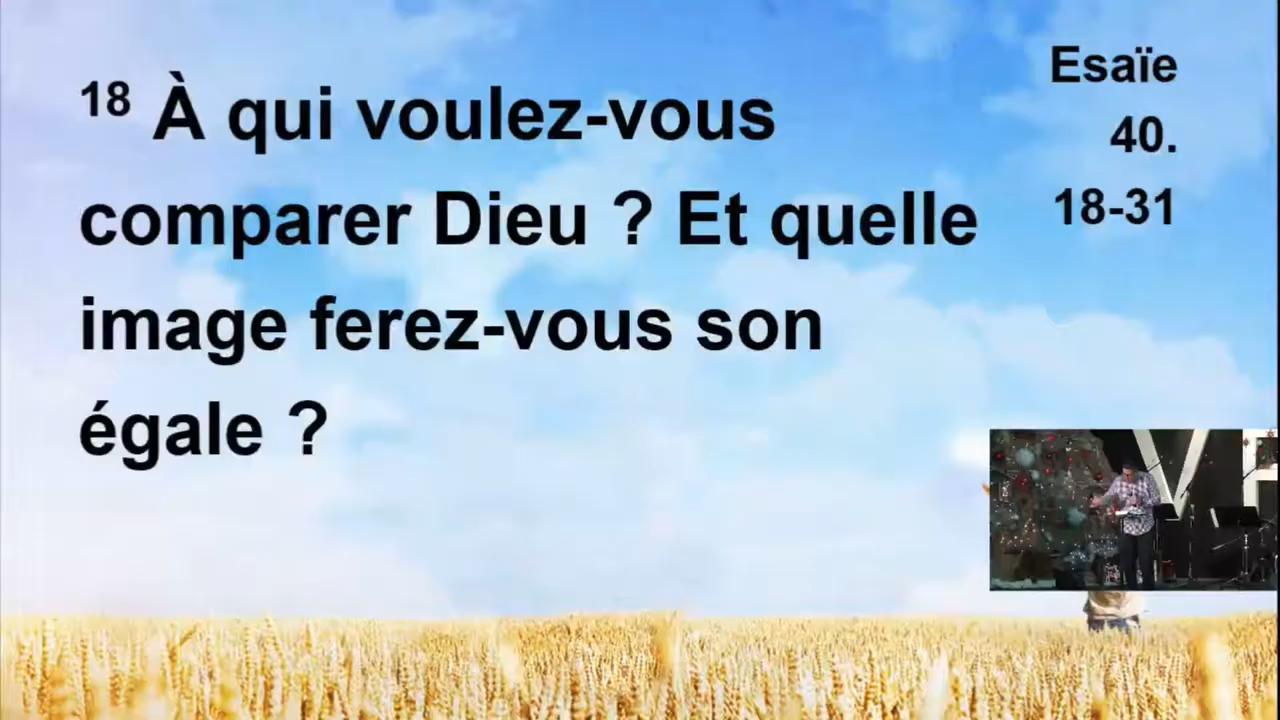 18 À qui voulez-vous
comparer Dieu ? Et quelle
image ferez-vous son
égale ?
Esaïe
40.
18-31